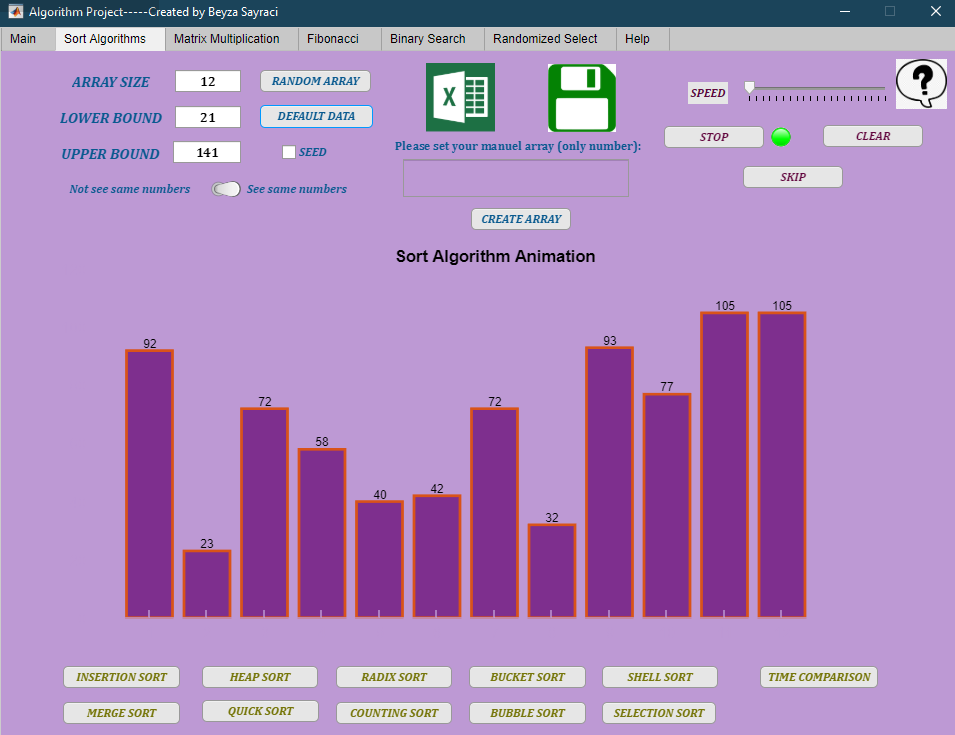 Algorithm Project-----Created by Beyza Sayraci
Main Sort Algorithms Matrix Multiplication Fibonacci Binary Search Randomized Select Help
ARRAY SIZE 12 RANDOM ARRAY
LOWER BOUND 21 DEFAULT DATA
UPPER BOUND 141 SEED
Not see same numbers See same numbers
X
Please set your manuel array (only number):
CREATE ARRAY
SPEED
?
STOP CLEAR
SKIP
Sort Algorithm Animation
92 23 72 58 40 42 72 32 93 77 105 105
INSERTION SORT HEAP SORT RADIX SORT BUCKET SORT SHELL SORT TIME COMPARISON
MERGE SORT QUICK SORT COUNTING SORT BUBBLE SORT SELECTION SORT